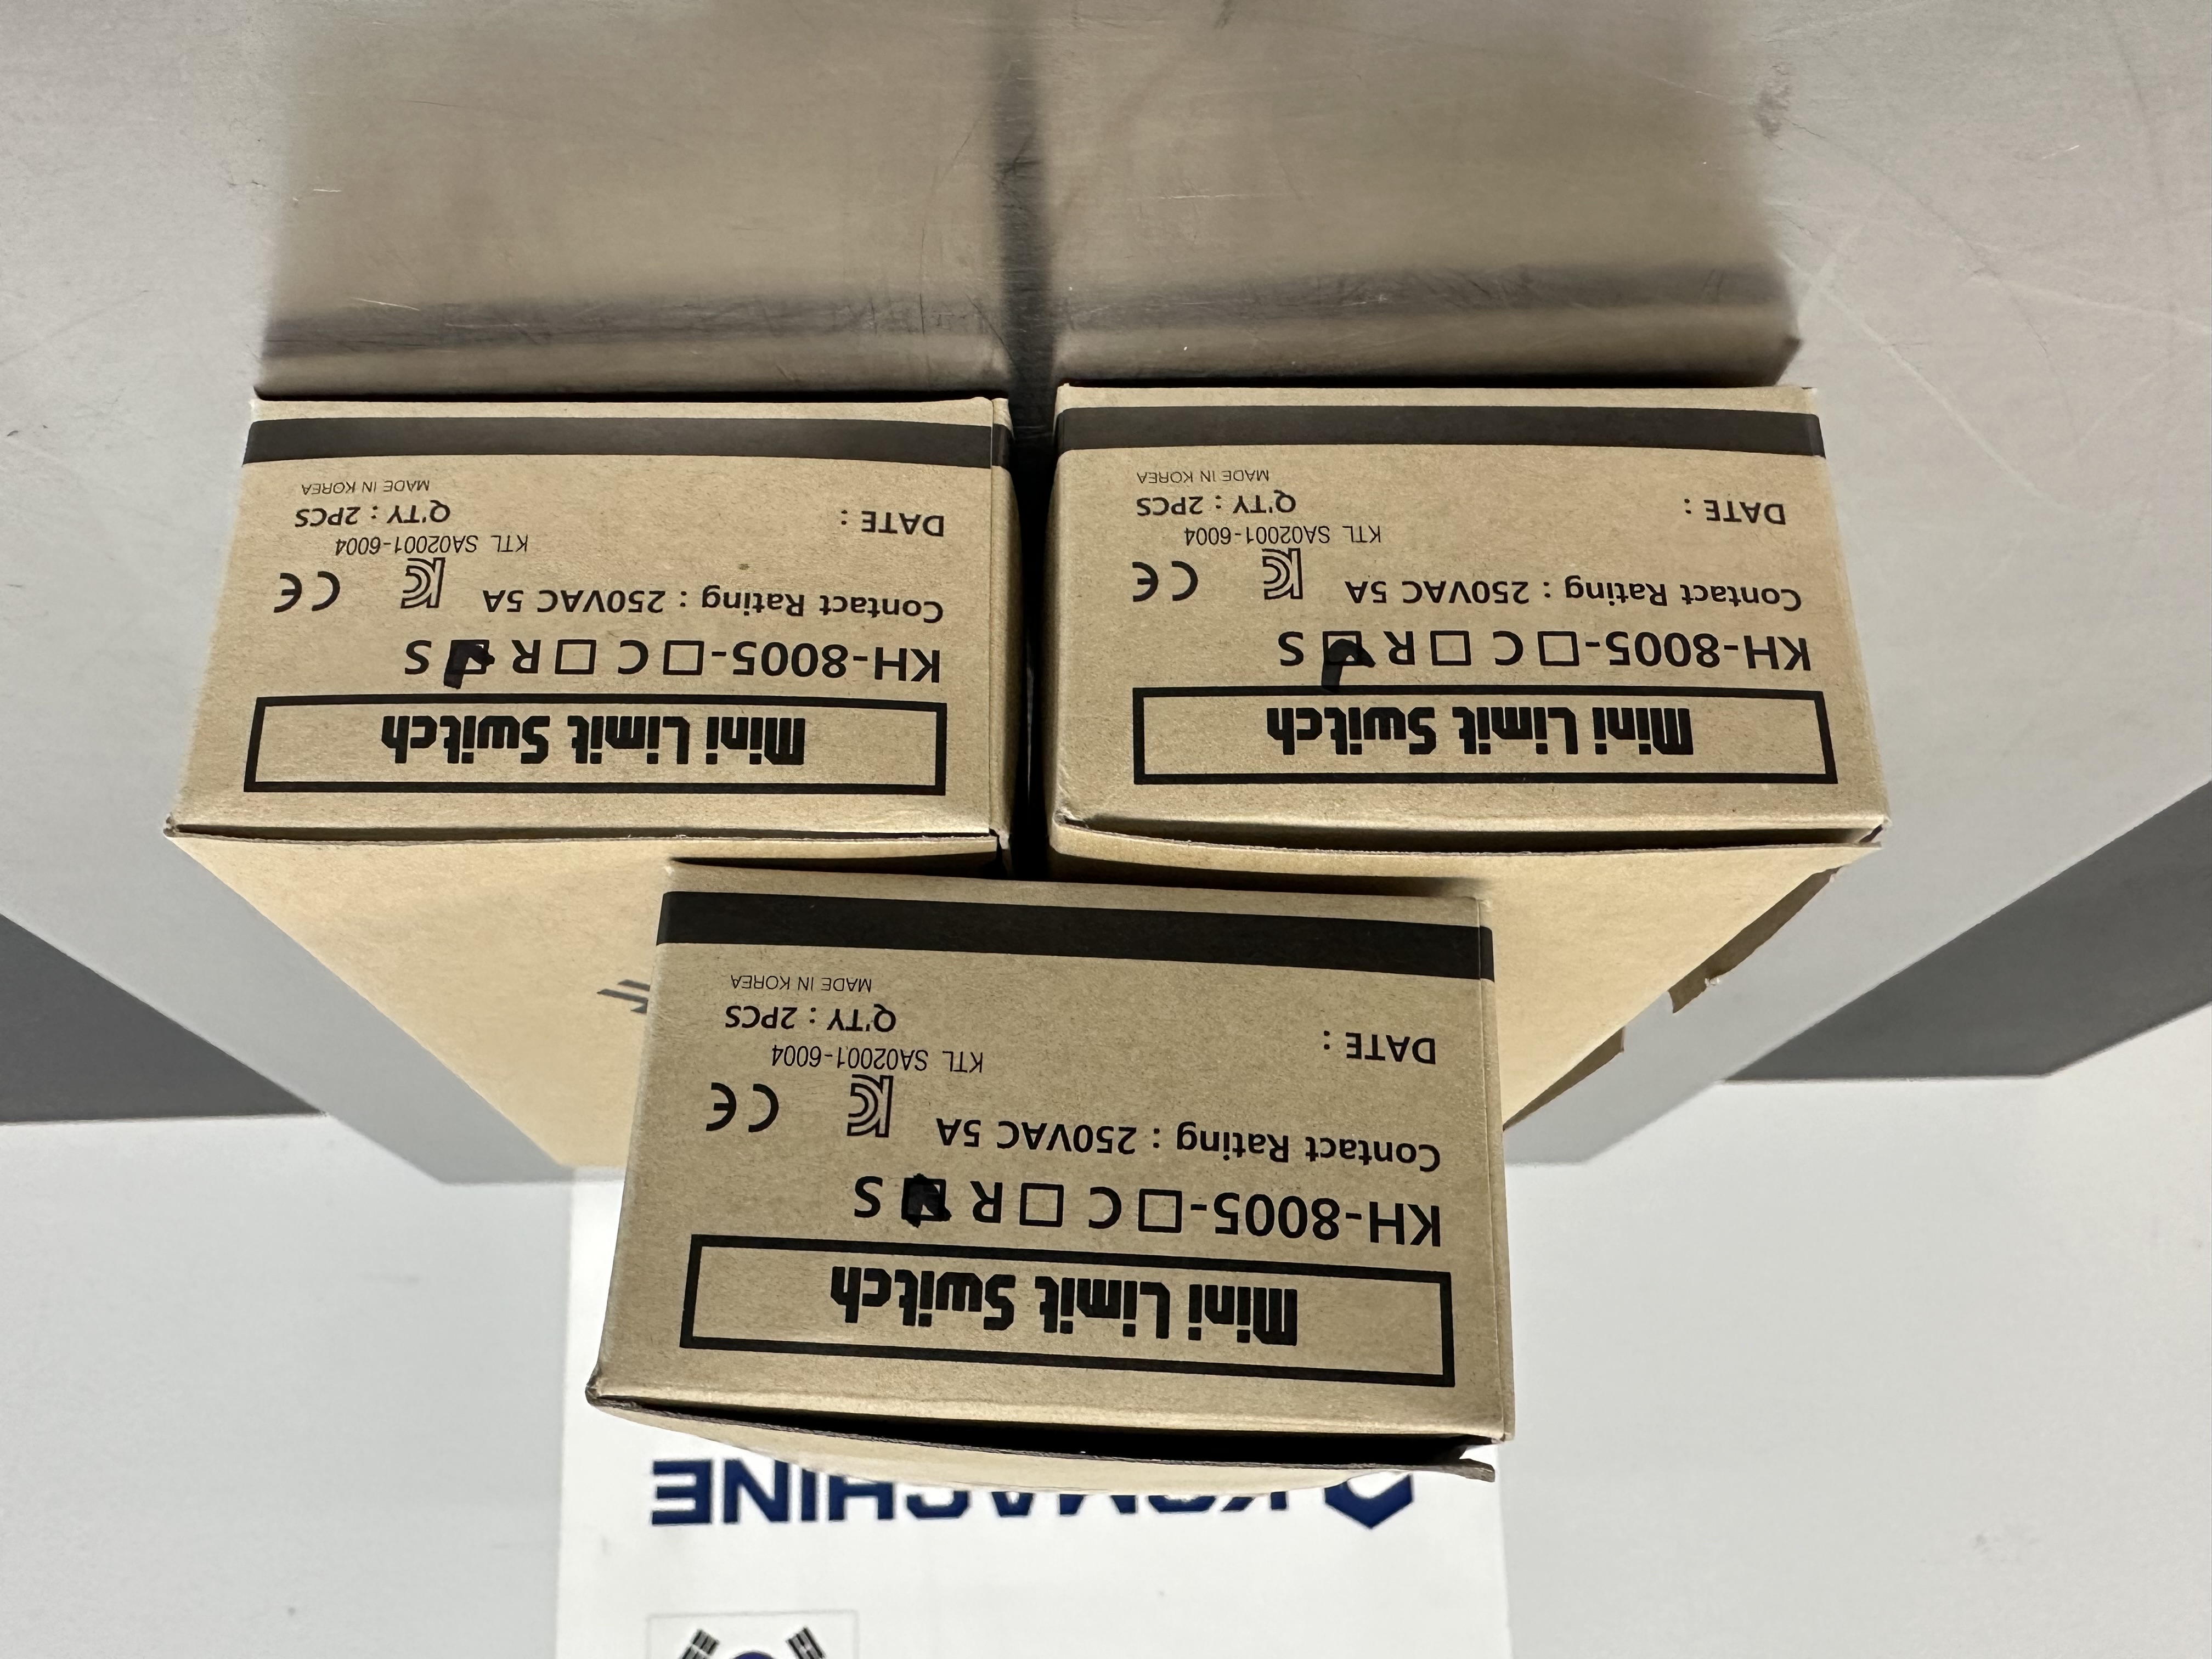 KOMACHINE
Mini Limit Switch
KH-8005-□ C □ R ☑ S
Contact Rating : 250VAC 5A
KTL SA02001-6004
DATE :
Q'TY : 2PCS
MADE IN KOREA
Mini Limit Switch
KH-8005-□ C □ R ☑ S
Contact Rating : 250VAC 5A
KTL SA02001-6004
DATE :
Q'TY : 2PCS
MADE IN KOREA
Mini Limit Switch
KH-8005-□ C □ R ☑ S
Contact Rating : 250VAC 5A
KTL SA02001-6004
DATE :
Q'TY : 2PCS
MADE IN KOREA